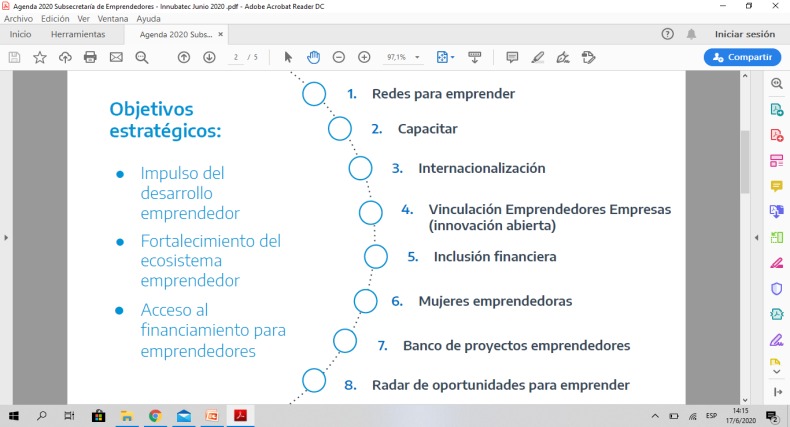 Agenda 2020 Subsecretaría de Emprendedores - Innubatec Junio 2020 .pdf - Adobe Acrobat Reader DC
Archivo Edición Ver Ventana Ayuda
Inicio Herramientas Agenda 2020 Subs... × Iniciar sesión
2 / 5 97,1% Compartir
Objetivos
estratégicos:
Impulso del
desarrollo
emprendedor
Fortalecimiento del
ecosistema
emprendedor
Acceso al
financiamiento para
emprendedores
1. Redes para emprender
2. Capacitar
3. Internacionalización
4. Vinculación Emprendedores Empresas
(innovación abierta)
5. Inclusión financiera
6. Mujeres emprendedoras
7. Banco de proyectos emprendedores
8. Radar de oportunidades para emprender
ESP
14:15
17/6/2020
2